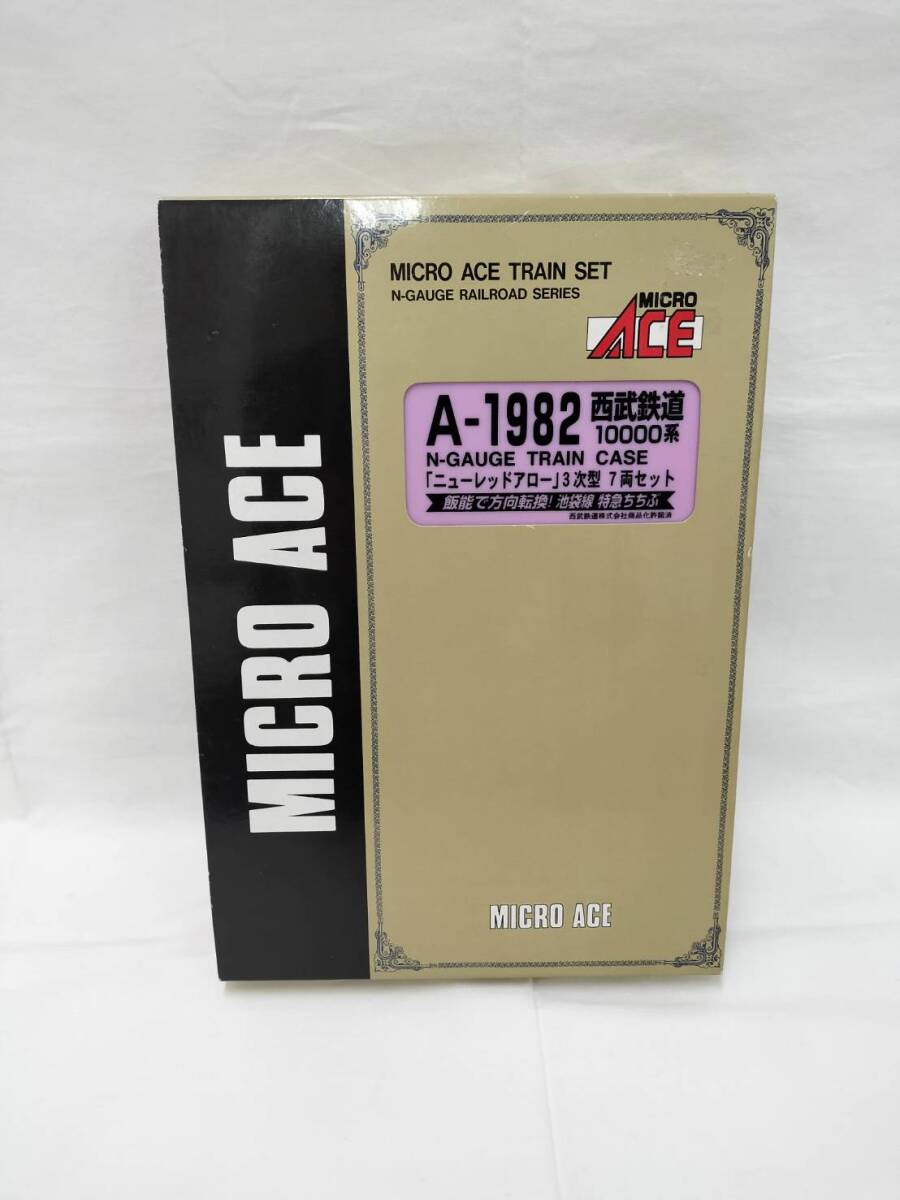 MICRO ACE
MICRO ACE TRAIN SET
N-GAUGE RAILROAD SERIES
MICRO
ACE
A-1982 西武鉄道
10000系
N-GAUGE TRAIN CASE
「ニューレッドアロー」3次型 7両セット
飯能で方向転換! 池袋線 特急ちちぶ
西武鉄道株式会社商品化許諾済
MICRO ACE